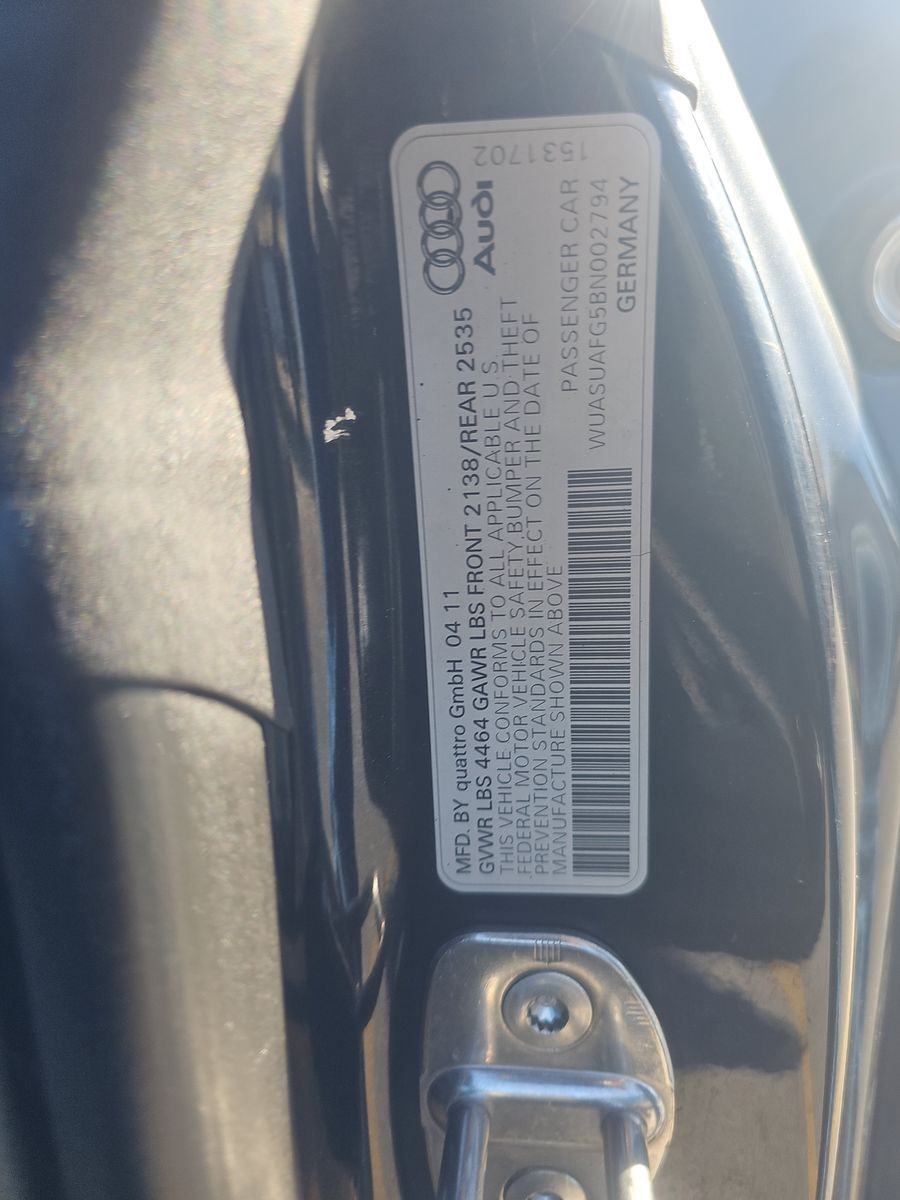 MFD. BY quattro GmbH 04 11
GVWR LBS 4464 GAWR LBS FRONT 2138/REAR 2535
THIS VEHICLE CONFORMS TO ALL APPLICABLE U.S.
FEDERAL MOTOR VEHICLE SAFETY, BUMPER AND THEFT
PREVENTION STANDARDS IN EFFECT ON THE DATE OF
MANUFACTURE SHOWN ABOVE
Audi
PASSENGER CAR
WUASUAFG5BN002794
GERMANY
1531702